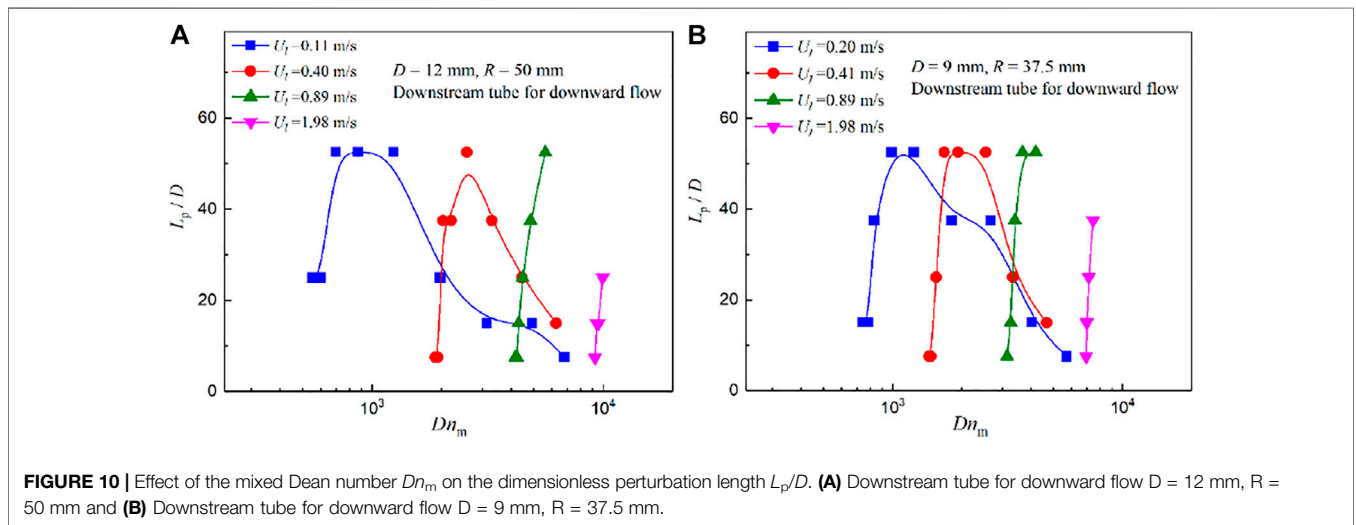 A
U_l =0.11 m/s
U_l =0.40 m/s
U_l =0.89 m/s
U_l =1.98 m/s
D = 12 mm, R = 50 mm
Downstream tube for downward flow
60
40
20
0
L_p / D
10^3
10^4
Dn_m
B
U_l =0.20 m/s
U_l =0.41 m/s
U_l =0.89 m/s
U_l =1.98 m/s
D = 9 mm, R = 37.5 mm
Downstream tube for downward flow
60
40
20
0
L_p / D
10^3
10^4
Dn_m
FIGURE 10 | Effect of the mixed Dean number Dn_m on the dimensionless perturbation length L_p/D. (A) Downstream tube for downward flow D = 12 mm, R =
50 mm and (B) Downstream tube for downward flow D = 9 mm, R = 37.5 mm.